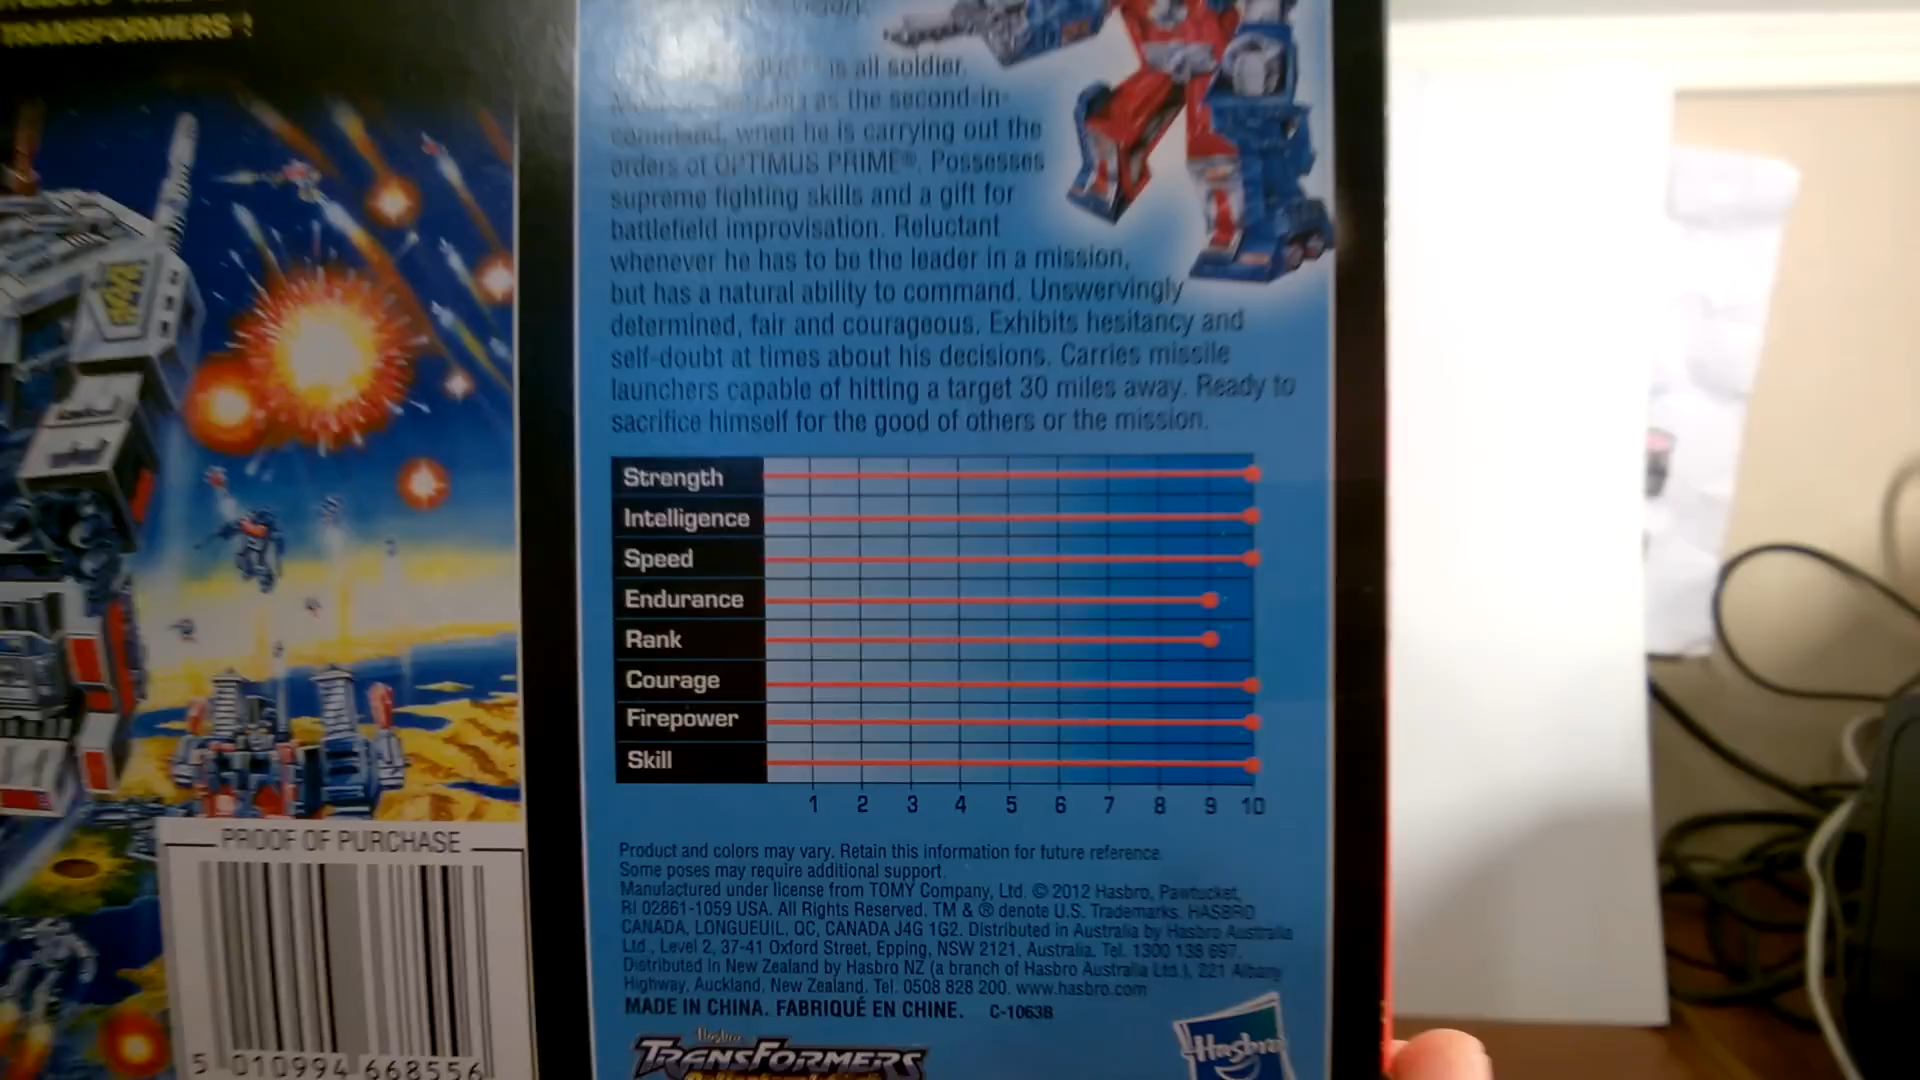 TRANSFORMERS !
is all soldier.
as the second-in-
command, when he is carrying out the
orders of OPTIMUS PRIME®. Possesses
supreme fighting skills and a gift for
battlefield improvisation. Reluctant
whenever he has to be the leader in a mission,
but has a natural ability to command. Unswervingly
determined, fair and courageous. Exhibits hesitancy and
self-doubt at times about his decisions. Carries missile
launchers capable of hitting a target 30 miles away. Ready to
sacrifice himself for the good of others or the mission.
Strength
Intelligence
Speed
Endurance
Rank
Courage
Firepower
Skill
1 2 3 4 5 6 7 8 9 10
Product and colors may vary. Retain this information for future reference.
Some poses may require additional support.
Manufactured under license from TOMY Company, Ltd. © 2012 Hasbro, Pawtucket,
RI 02861-1059 USA. All Rights Reserved. TM & ® denote U.S. Trademarks. HASBRO
CANADA, LONGUEUIL, QC, CANADA J4G 1G2. Distributed in Australia by Hasbro Australia
Ltd., Level 2, 37-41 Oxford Street, Epping, NSW 2121, Australia. Tel. 1300 138 697.
Distributed in New Zealand by Hasbro NZ (a branch of Hasbro Australia Ltd.), 221 Albany
Highway, Auckland, New Zealand. Tel. 0508 828 200. www.hasbro.com
MADE IN CHINA. FABRIQUÉ EN CHINE. C-1063B
Hasbro
TRANSFORMERS
Hasbro
PROOF OF PURCHASE
5 010994 668556